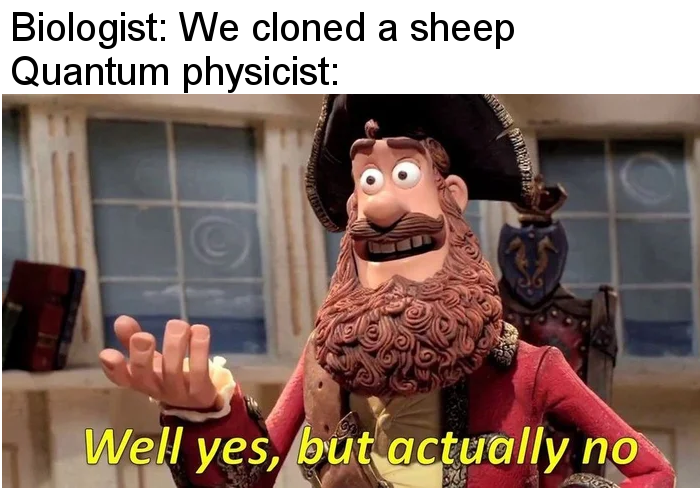 Biologist: We cloned a sheep
Quantum physicist:
Well yes, but actually no